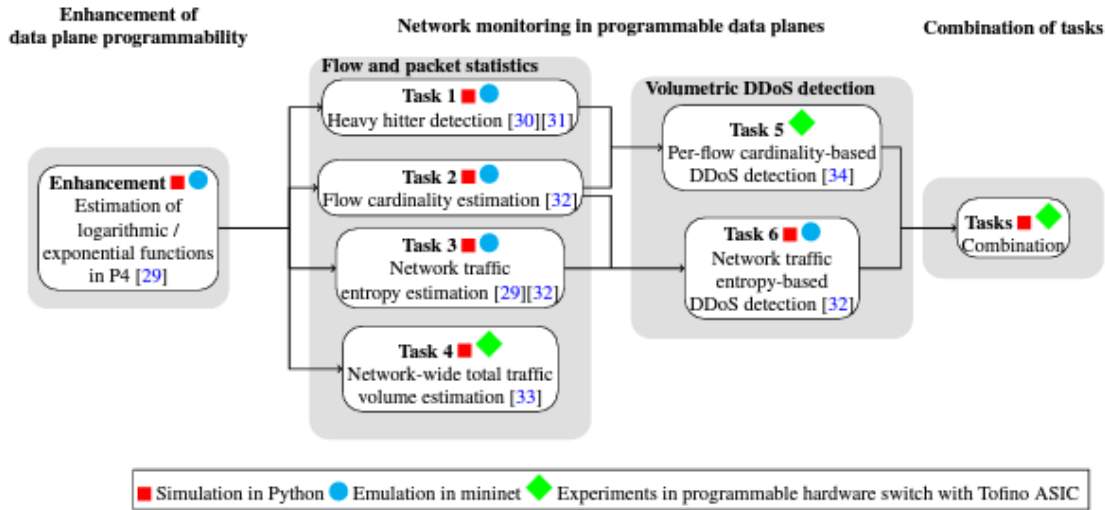 Enhancement of
data plane programmability
Network monitoring in programmable data planes
Combination of tasks
Enhancement
Estimation of
logarithmic /
exponential functions
in P4 [29]
Flow and packet statistics
Task 1
Heavy hitter detection [30][31]
Task 2
Flow cardinality estimation [32]
Task 3
Network traffic
entropy estimation [29][32]
Task 4
Network-wide total traffic
volume estimation [33]
Volumetric DDoS detection
Task 5
Per-flow cardinality-based
DDoS detection [34]
Task 6
Network traffic
entropy-based
DDoS detection [32]
Tasks
Combination
Simulation in Python Emulation in mininet Experiments in programmable hardware switch with Tofino ASIC